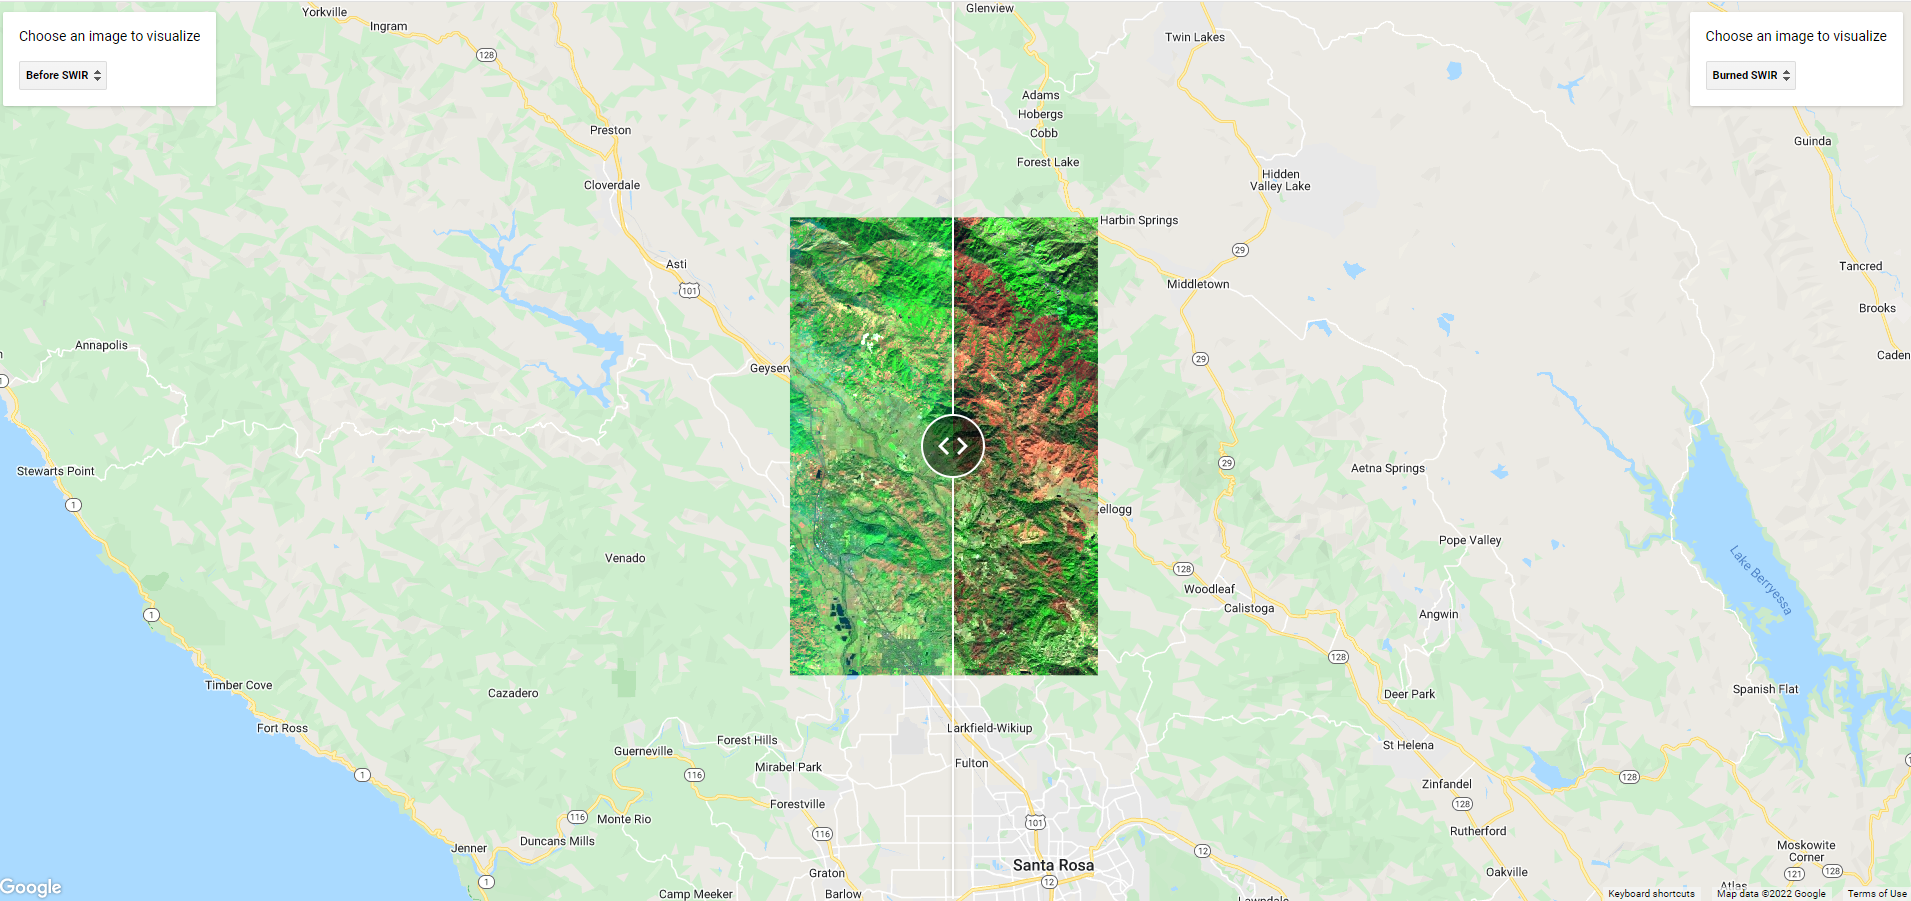 Choose an image to visualize
Before SWIR
Choose an image to visualize
Burned SWIR
Yorkville
Ingram
128
Glenview
Twin Lakes
Adams
Hobergs
Cobb
Preston
Guinda
Forest Lake
Cloverdale
Hidden
Valley Lake
Harbin Springs
29
Asti
Tancred
101
Middletown
Brooks
Annapolis
29
Caden
Geyserv
1
Stewarts Point
29
Aetna Springs
1
ellogg
Pope Valley
Venado
128
Lake Berryessa
Woodleaf
Calistoga
Angwin
1
128
Timber Cove
Cazadero
Deer Park
Spanish Flat
Fort Ross
Larkfield-Wikiup
Forest Hills
Guerneville
St Helena
Mirabel Park
Fulton
1
116
128
Zinfandel
Forestville
128
116
Monte Rio
101
116
Rutherford
Duncans Mills
Jenner
12
Moskowite
Corner
Santa Rosa
Graton
Oakville
121
128
1
12
Google
Camp Meeker
Barlow
Lawndale
Atlas
Keyboard shortcuts
Map data ©2022 Google
Terms of Use